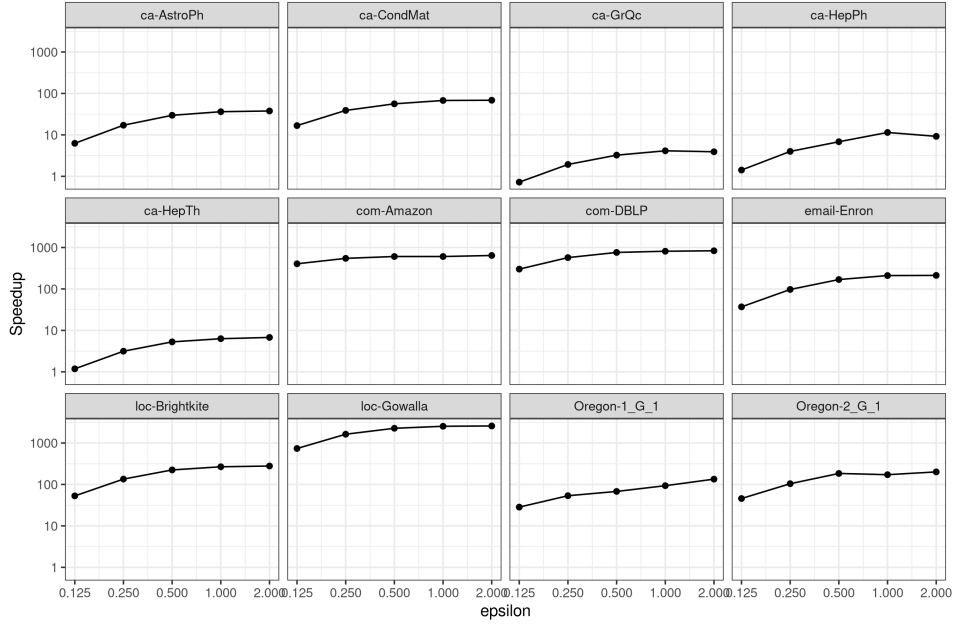 ca-AstroPh ca-CondMat ca-GrQc ca-HepPh
1000
100
10
1
ca-HepTh com-Amazon com-DBLP email-Enron
1000
100
10
1
loc-Brightkite loc-Gowalla Oregon-1_G_1 Oregon-2_G_1
1000
100
10
1
0.125 0.250 0.500 1.000 2.000 0.125 0.250 0.500 1.000 2.000 0.125 0.250 0.500 1.000 2.000 0.125 0.250 0.500 1.000 2.000
epsilon
Speedup